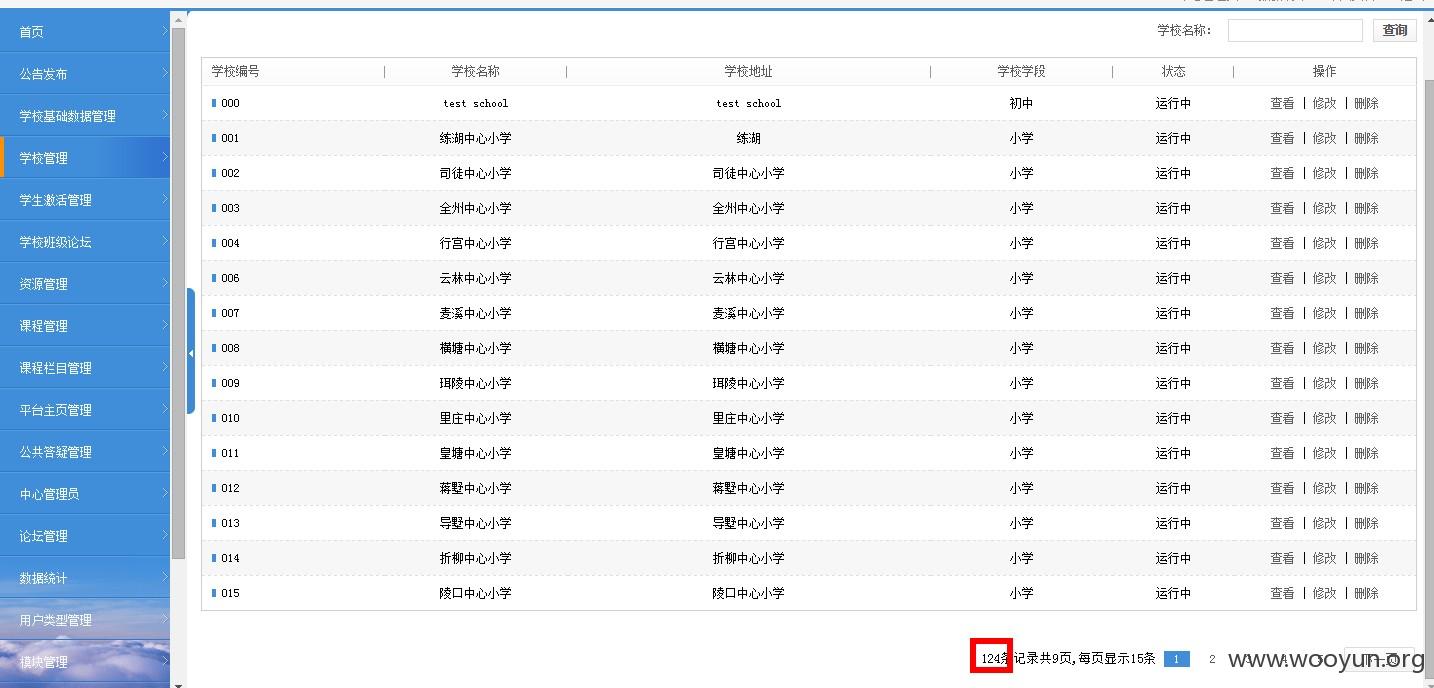 首页
公告发布
学校基础数据管理
学校管理
学生激活管理
学校班级论坛
资源管理
课程管理
课程栏目管理
平台主页管理
公共答疑管理
中心管理员
论坛管理
数据统计
用户类型管理
模块管理
学校名称: 查询
学校编号 学校名称 学校地址 学校学段 状态 操作
000 test school test school 初中 运行中 查看 | 修改 | 删除
001 练湖中心小学 练湖 小学 运行中 查看 | 修改 | 删除
002 司徒中心小学 司徒中心小学 小学 运行中 查看 | 修改 | 删除
003 全州中心小学 全州中心小学 小学 运行中 查看 | 修改 | 删除
004 行宫中心小学 行宫中心小学 小学 运行中 查看 | 修改 | 删除
006 云林中心小学 云林中心小学 小学 运行中 查看 | 修改 | 删除
007 麦溪中心小学 麦溪中心小学 小学 运行中 查看 | 修改 | 删除
008 横塘中心小学 横塘中心小学 小学 运行中 查看 | 修改 | 删除
009 珥陵中心小学 珥陵中心小学 小学 运行中 查看 | 修改 | 删除
010 里庄中心小学 里庄中心小学 小学 运行中 查看 | 修改 | 删除
011 皇塘中心小学 皇塘中心小学 小学 运行中 查看 | 修改 | 删除
012 蒋墅中心小学 蒋墅中心小学 小学 运行中 查看 | 修改 | 删除
013 导墅中心小学 导墅中心小学 小学 运行中 查看 | 修改 | 删除
014 折柳中心小学 折柳中心小学 小学 运行中 查看 | 修改 | 删除
015 陵口中心小学 陵口中心小学 小学 运行中 查看 | 修改 | 删除
124条记录共9页,每页显示15条 1 2
www.wooyun.org